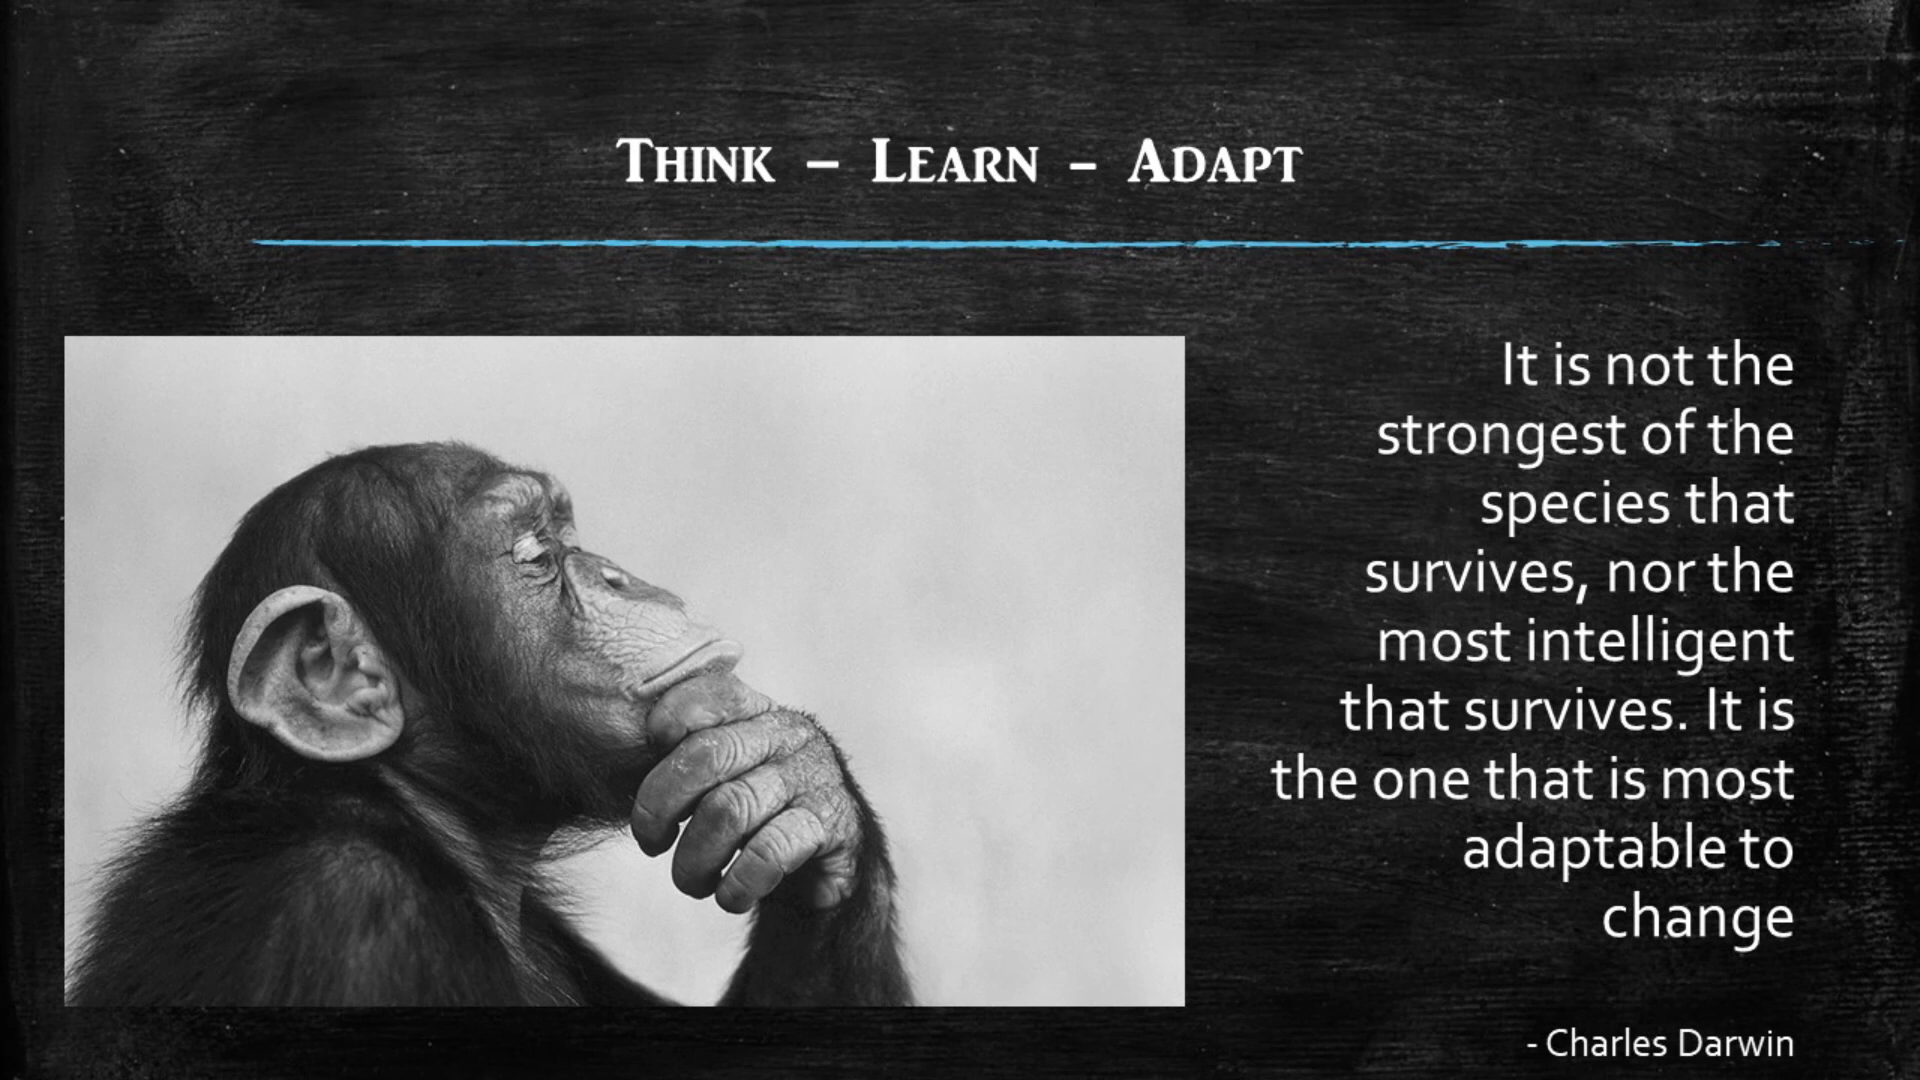 Think – Learn – Adapt
It is not the
strongest of the
species that
survives, nor the
most intelligent
that survives. It is
the one that is most
adaptable to
change
- Charles Darwin